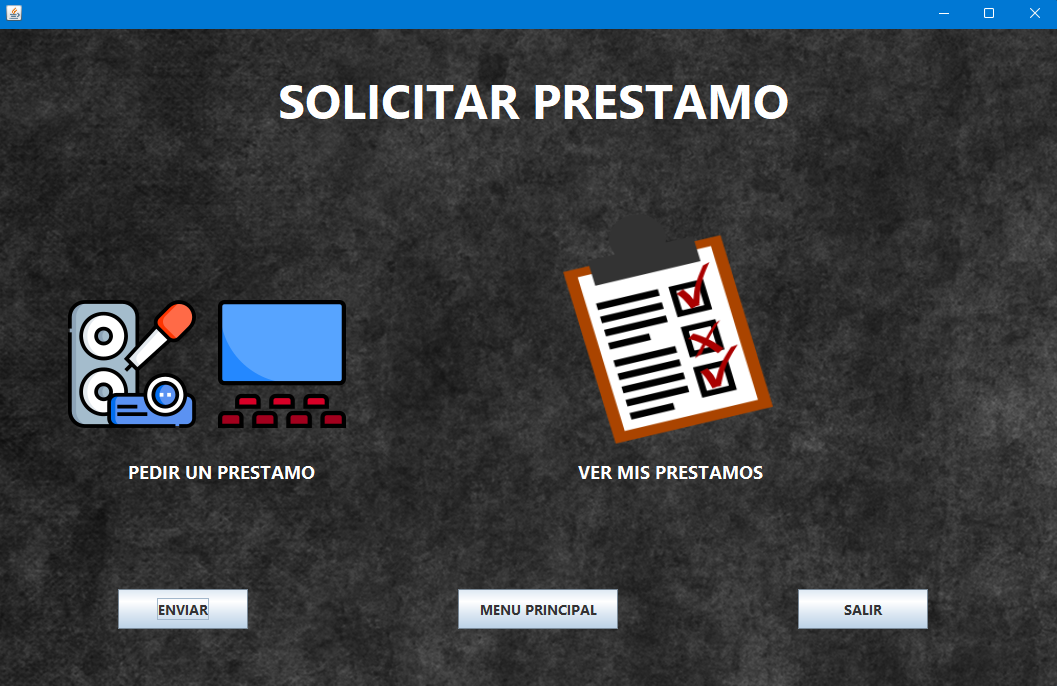 SOLICITAR PRESTAMO
PEDIR UN PRESTAMO
VER MIS PRESTAMOS
ENVIAR
MENU PRINCIPAL
SALIR